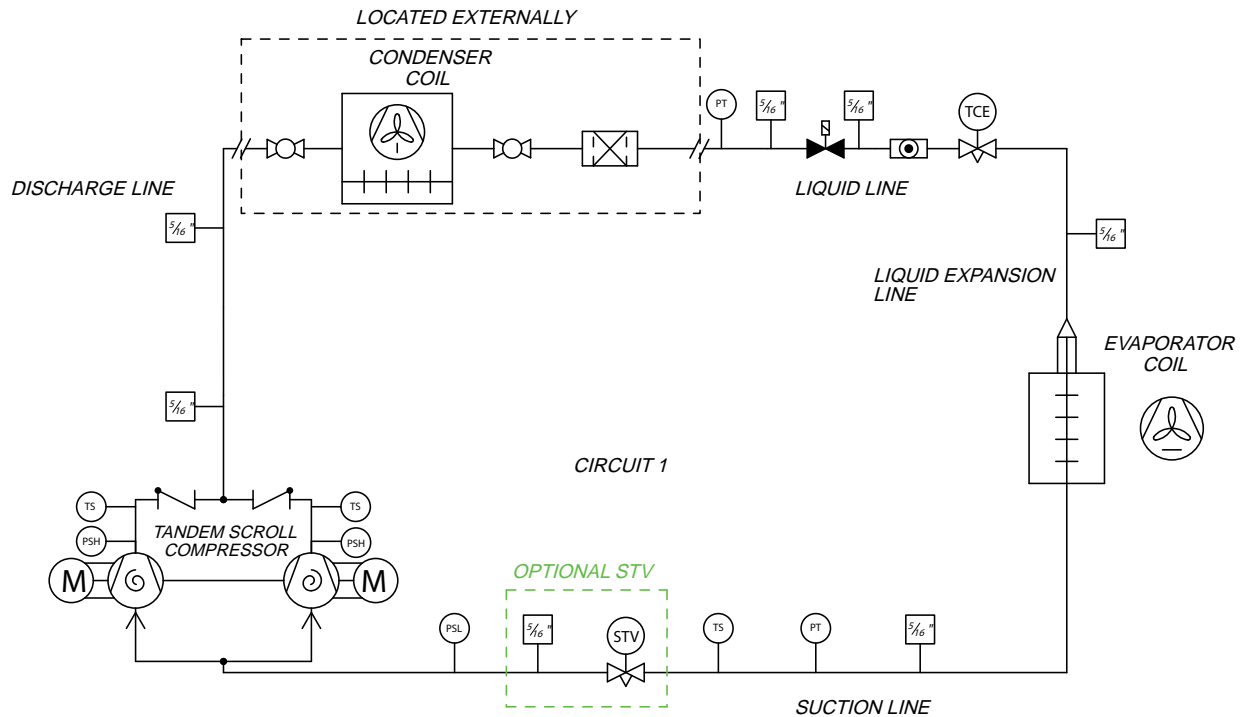 LOCATED EXTERNALLY
CONDENSER
COIL
PT
5/16 "
5/16 "
TCE
DISCHARGE LINE
LIQUID LINE
5/16 "
5/16 "
LIQUID EXPANSION
LINE
EVAPORATOR
COIL
5/16 "
CIRCUIT 1
TS
TS
TANDEM SCROLL
COMPRESSOR
PSH
PSH
M
M
OPTIONAL STV
PSL
5/16 "
STV
TS
PT
5/16 "
SUCTION LINE